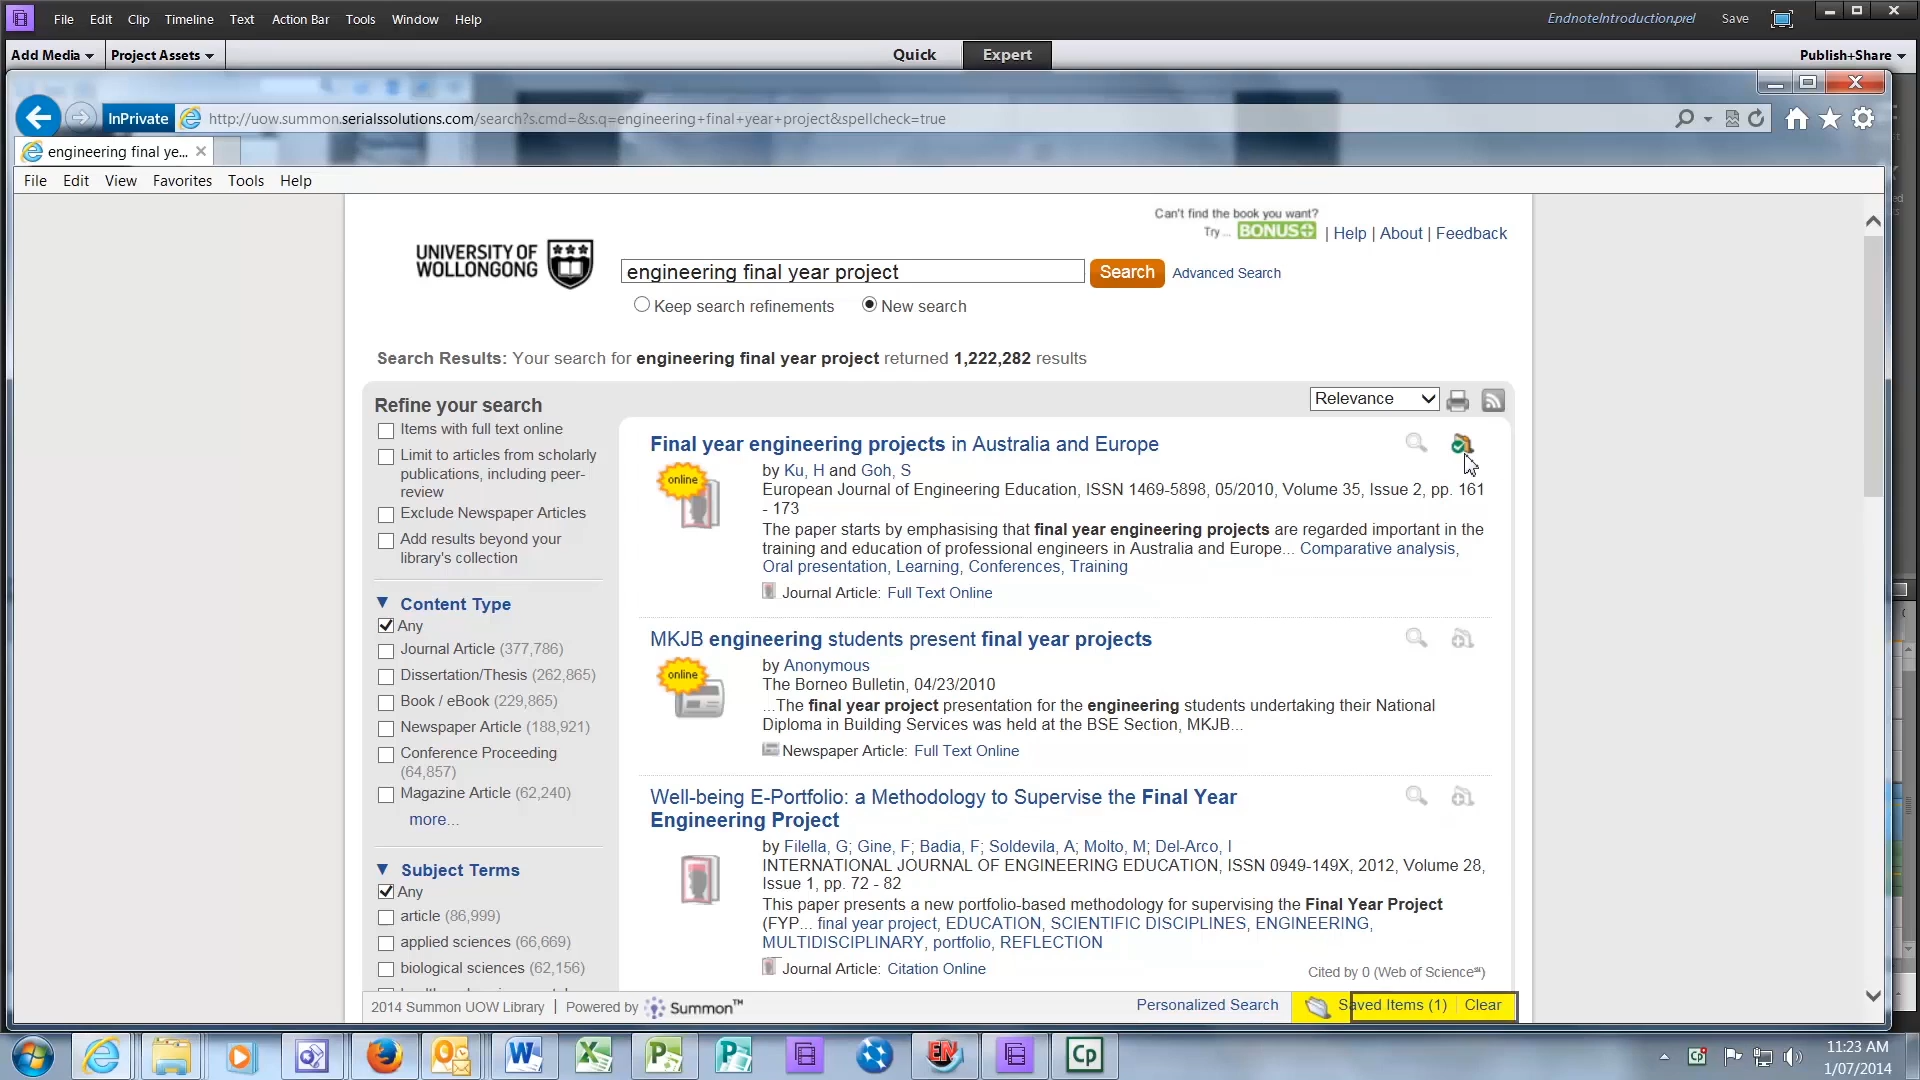 File Edit Clip Timeline Text Action Bar Tools Window Help EndnoteIntroduction.prel Save
Add Media Project Assets Quick Expert Publish+Share
InPrivate http://uow.summon.serialssolutions.com/search?s.cmd=&s.q=engineering+final+year+project&spellcheck=true
engineering final ye...
File Edit View Favorites Tools Help
Can't find the book you want?
Try ... BONUS+ | Help | About | Feedback
UNIVERSITY OF
WOLLONGONG
engineering final year project Search Advanced Search
Keep search refinements New search
Search Results: Your search for engineering final year project returned 1,222,282 results
Refine your search
Items with full text online
Limit to articles from scholarly
publications, including peer-
review
Exclude Newspaper Articles
Add results beyond your
library's collection
Content Type
Any
Journal Article (377,786)
Dissertation/Thesis (262,865)
Book / eBook (229,865)
Newspaper Article (188,921)
Conference Proceeding
(64,857)
Magazine Article (62,240)
more...
Subject Terms
Any
article (86,999)
applied sciences (66,669)
biological sciences (62,156)
Relevance
Final year engineering projects in Australia and Europe
online
by Ku, H and Goh, S
European Journal of Engineering Education, ISSN 1469-5898, 05/2010, Volume 35, Issue 2, pp. 161
- 173
The paper starts by emphasising that final year engineering projects are regarded important in the
training and education of professional engineers in Australia and Europe... Comparative analysis,
Oral presentation, Learning, Conferences, Training
Journal Article: Full Text Online
MKJB engineering students present final year projects
online
by Anonymous
The Borneo Bulletin, 04/23/2010
...The final year project presentation for the engineering students undertaking their National
Diploma in Building Services was held at the BSE Section, MKJB...
Newspaper Article: Full Text Online
Well-being E-Portfolio: a Methodology to Supervise the Final Year
Engineering Project
by Filella, G; Gine, F; Badia, F; Soldevila, A; Molto, M; Del-Arco, I
INTERNATIONAL JOURNAL OF ENGINEERING EDUCATION, ISSN 0949-149X, 2012, Volume 28,
Issue 1, pp. 72 - 82
This paper presents a new portfolio-based methodology for supervising the Final Year Project
(FYP... final year project, EDUCATION, SCIENTIFIC DISCIPLINES, ENGINEERING,
MULTIDISCIPLINARY, portfolio, REFLECTION
Journal Article: Citation Online
Cited by 0 (Web of Science℠)
2014 Summon UOW Library | Powered by Summon™ Personalized Search Saved Items (1) Clear
11:23 AM
1/07/2014